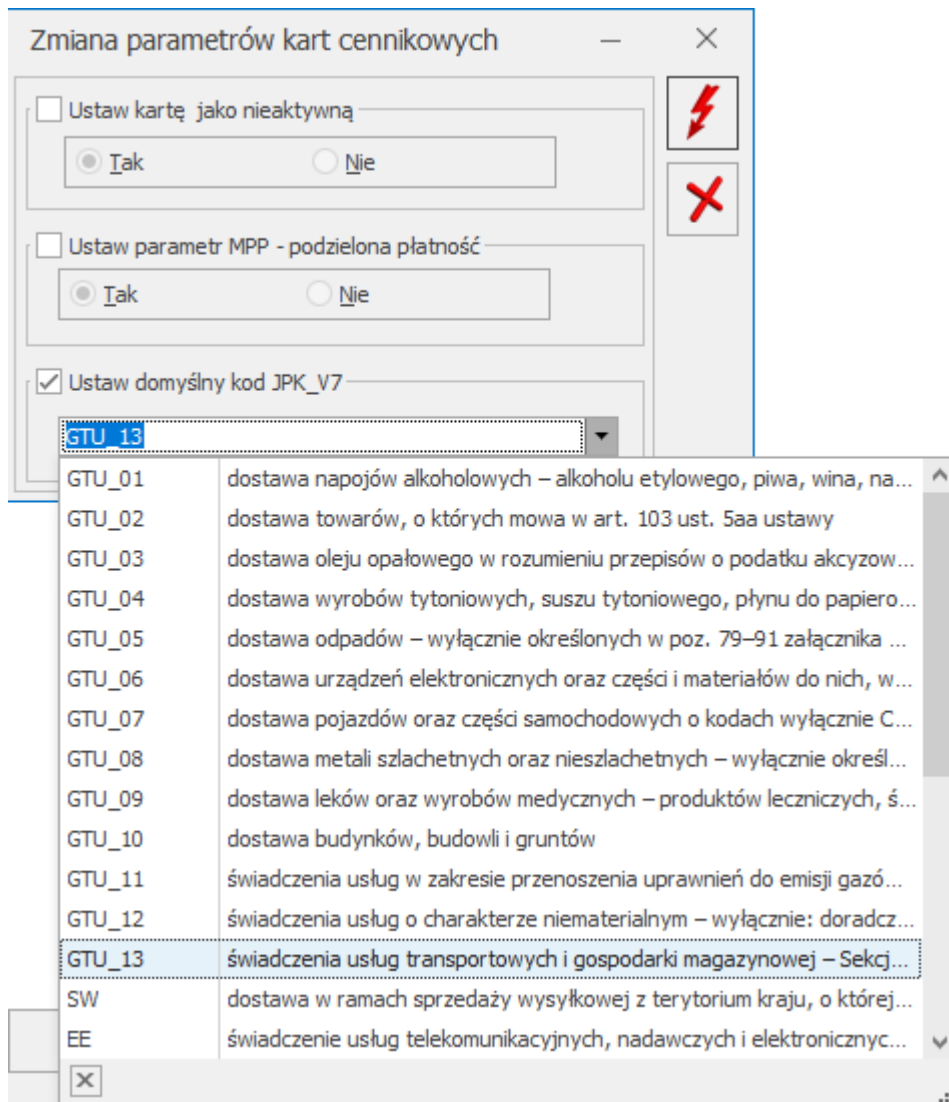 Zmiana parametrów kart cennikowych
Ustaw kartę jako nieaktywną
Tak Nie
Ustaw parametr MPP - podzielona płatność
Tak Nie
Ustaw domyślny kod JPK_V7
GTU_13
GTU_01 dostawa napojów alkoholowych – alkoholu etylowego, piwa, wina, na...
GTU_02 dostawa towarów, o których mowa w art. 103 ust. 5aa ustawy
GTU_03 dostawa oleju opałowego w rozumieniu przepisów o podatku akcyzow...
GTU_04 dostawa wyrobów tytoniowych, suszu tytoniowego, płynu do papiero...
GTU_05 dostawa odpadów – wyłącznie określonych w poz. 79–91 załącznika ...
GTU_06 dostawa urządzeń elektronicznych oraz części i materiałów do nich, w...
GTU_07 dostawa pojazdów oraz części samochodowych o kodach wyłącznie C...
GTU_08 dostawa metali szlachetnych oraz nieszlachetnych – wyłącznie określ...
GTU_09 dostawa leków oraz wyrobów medycznych – produktów leczniczych, ś...
GTU_10 dostawa budynków, budowli i gruntów
GTU_11 świadczenia usług w zakresie przenoszenia uprawnień do emisji gazó...
GTU_12 świadczenia usług o charakterze niematerialnym – wyłącznie: doradcz...
GTU_13 świadczenia usług transportowych i gospodarki magazynowej – Sekcj...
SW dostawa w ramach sprzedaży wysyłkowej z terytorium kraju, o której...
EE świadczenie usług telekomunikacyjnych, nadawczych i elektronicznyc...